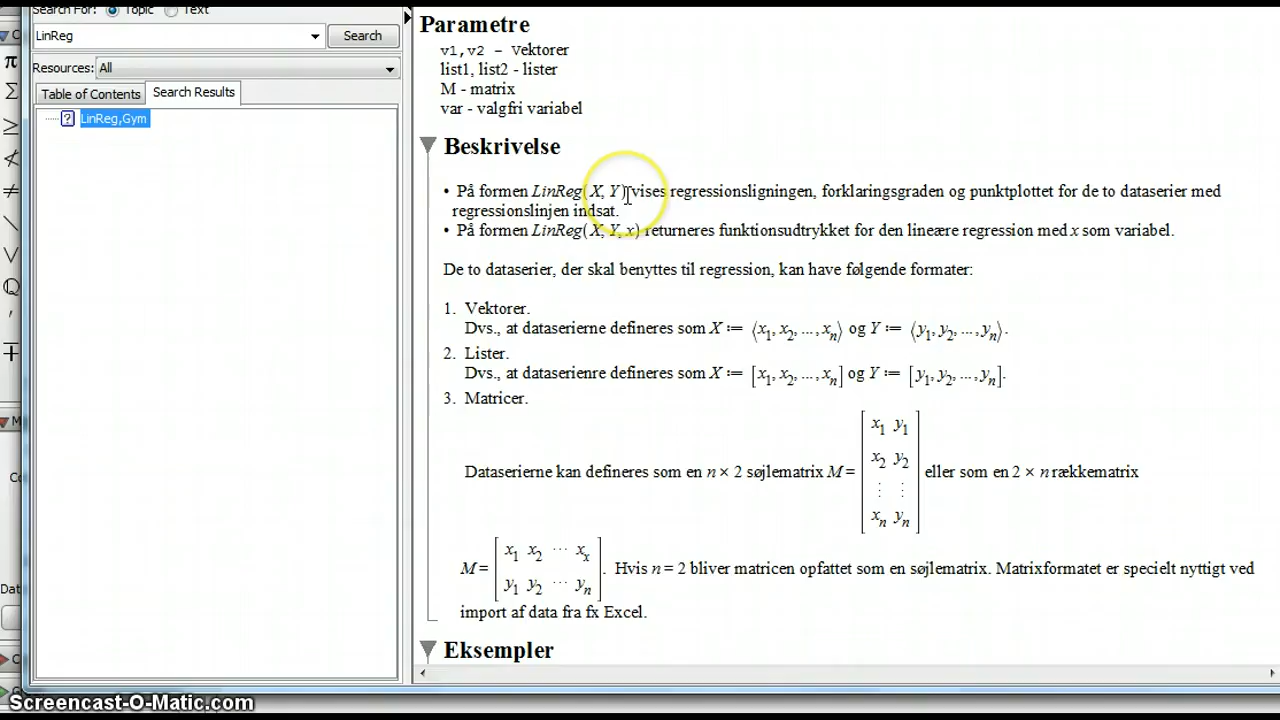 Search For: Topic Text
LinReg Search
Resources: All
Table of Contents Search Results
LinReg,Gym
Parametre
v1,v2 - Vektorer
list1, list2 - lister
M - matrix
var - valgfri variabel
Beskrivelse
• På formen LinReg(X, Y) vises regressionsligningen, forklaringsgraden og punktplottet for de to dataserier med
regressionslinjen indsat.
• På formen LinReg(X, Y, x) returneres funktionsudtrykket for den lineære regression med x som variabel.
De to dataserier, der skal benyttes til regression, kan have følgende formater:
1. Vektorer.
Dvs., at dataserierne defineres som X := ⟨x1, x2, ..., xn⟩ og Y := ⟨y1, y2, ..., yn⟩.
2. Lister.
Dvs., at dataserienre defineres som X := [x1, x2, ..., xn] og Y := [y1, y2, ..., yn].
3. Matricer.
x1 y1
x2 y2
Dataserierne kan defineres som en n × 2 søjlematrix M = eller som en 2 × n rækkematrix
⋮ ⋮
xn yn
x1 x2 ⋯ xx
M = . Hvis n = 2 bliver matricen opfattet som en søjlematrix. Matrixformatet er specielt nyttigt ved
y1 y2 ⋯ yn
import af data fra fx Excel.
Eksempler
Screencast-O-Matic.com